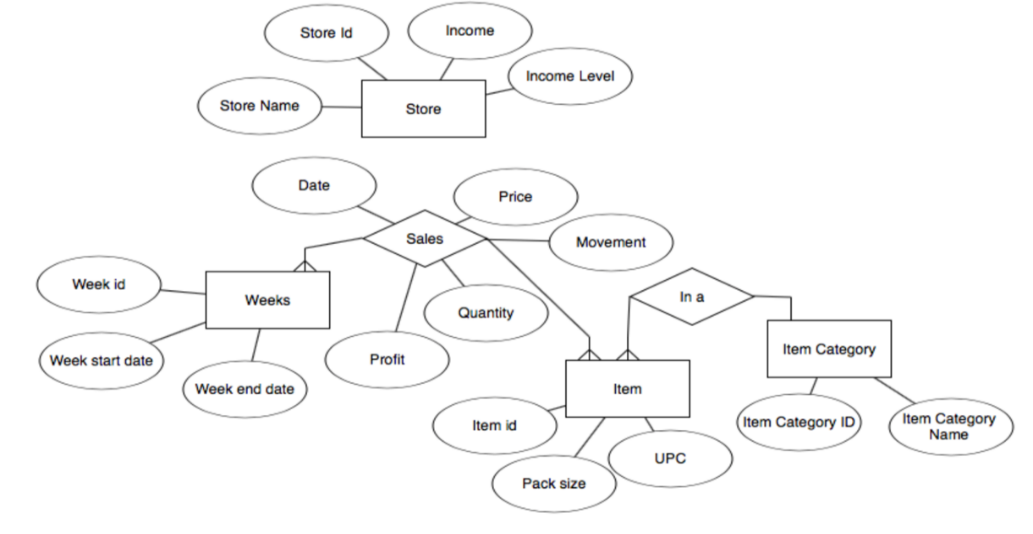 Store Id
Income
Income Level
Store Name
Store
Date
Price
Sales
Movement
Week id
Weeks
In a
Quantity
Week start date
Profit
Item Category
Week end date
Item
Item id
Item Category ID
Item Category
Name
UPC
Pack size